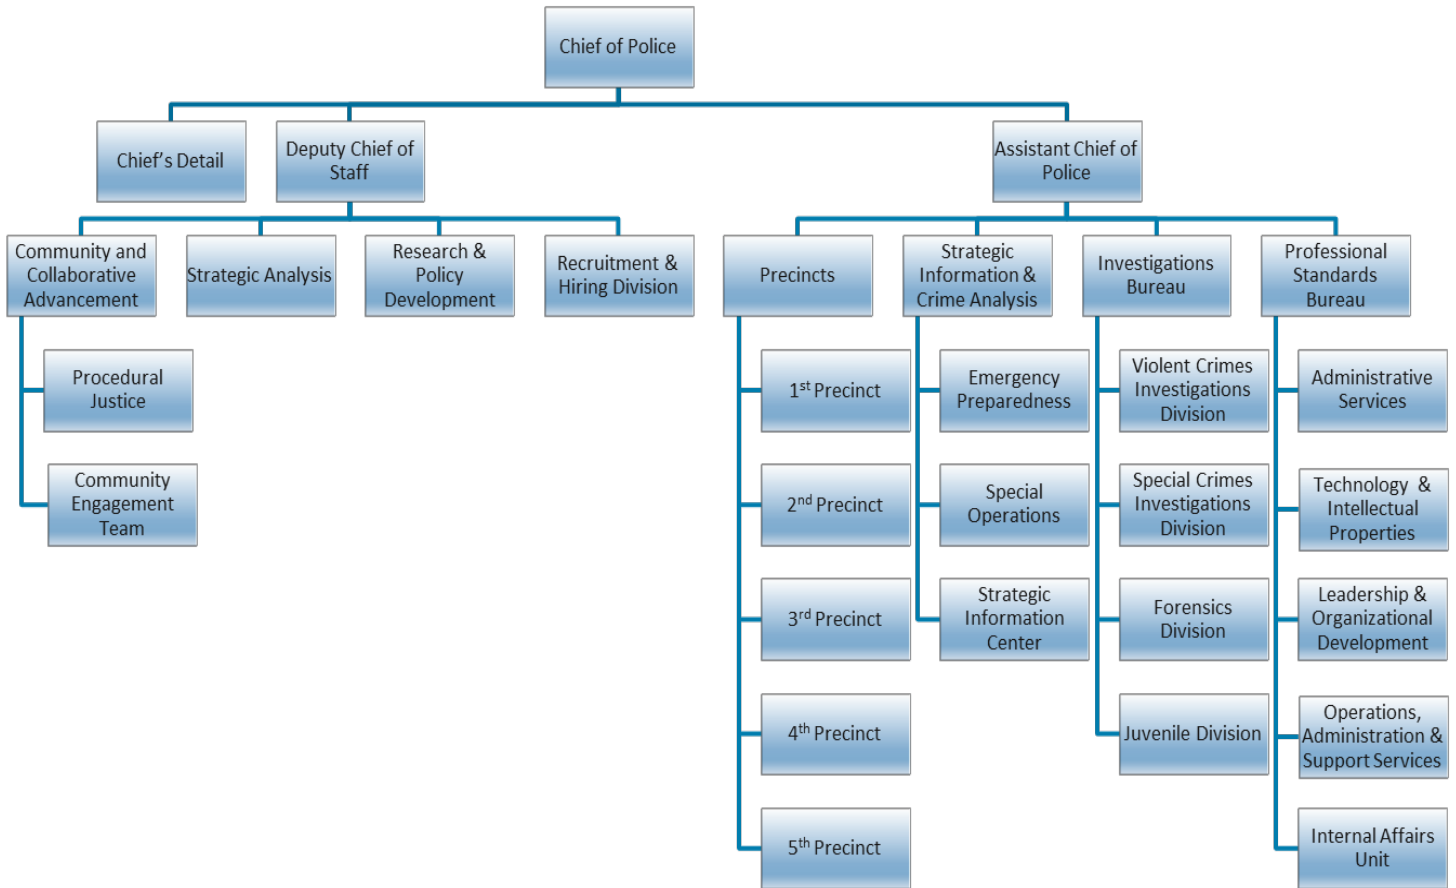 Chief of Police
Chief’s Detail
Deputy Chief of
Staff
Assistant Chief of
Police
Community and
Collaborative
Advancement
Strategic Analysis
Research &
Policy
Development
Recruitment &
Hiring Division
Precincts
Strategic
Information &
Crime Analysis
Investigations
Bureau
Professional
Standards
Bureau
Procedural
Justice
Community
Engagement
Team
1st Precinct
2nd Precinct
3rd Precinct
4th Precinct
5th Precinct
Emergency
Preparedness
Special
Operations
Strategic
Information
Center
Violent Crimes
Investigations
Division
Special Crimes
Investigations
Division
Forensics
Division
Juvenile Division
Administrative
Services
Technology &
Intellectual
Properties
Leadership &
Organizational
Development
Operations,
Administration &
Support Services
Internal Affairs
Unit